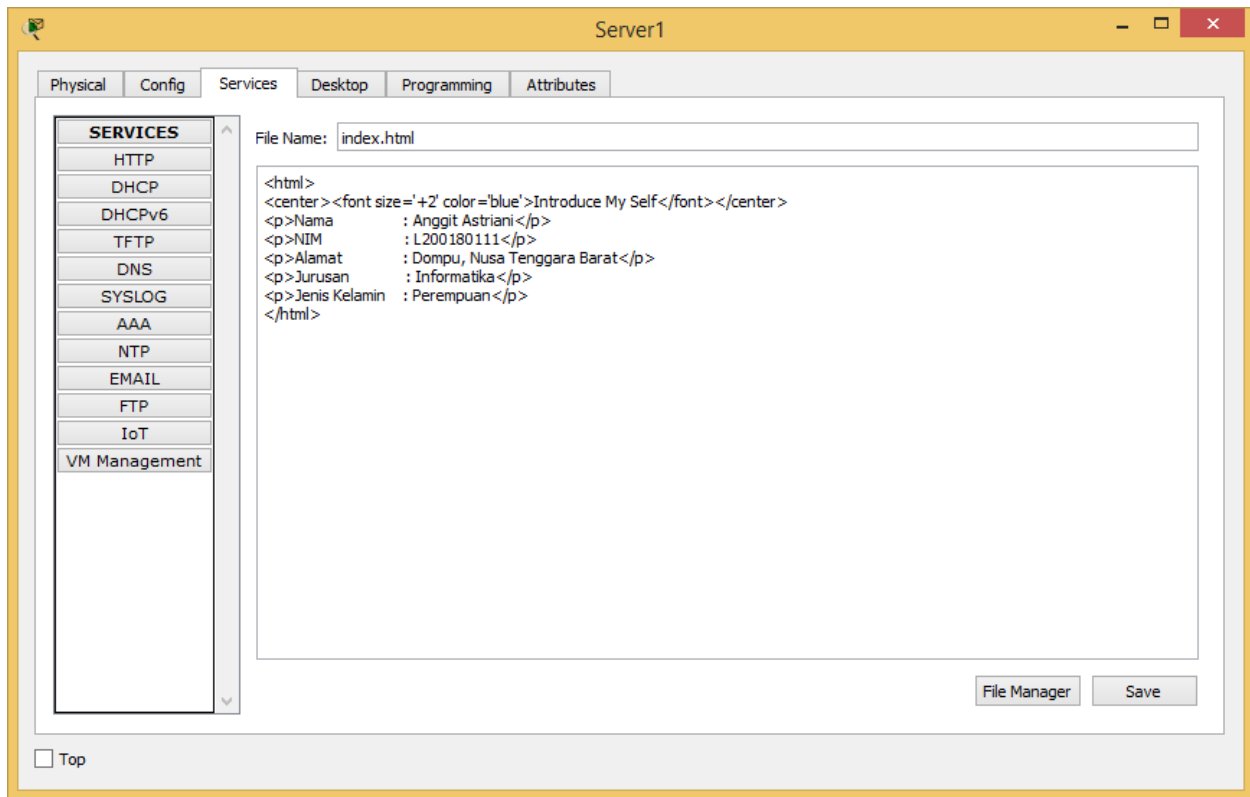 Server1
Physical Config Services Desktop Programming Attributes
SERVICES
HTTP
DHCP
DHCPv6
TFTP
DNS
SYSLOG
AAA
NTP
EMAIL
FTP
IoT
VM Management
File Name: index.html
<html>
<center><font size='+2' color='blue'>Introduce My Self</font></center>
<p>Nama : Anggit Astriani</p>
<p>NIM : L200180111</p>
<p>Alamat : Dompu, Nusa Tenggara Barat</p>
<p>Jurusan : Informatika</p>
<p>Jenis Kelamin : Perempuan</p>
</html>
File Manager Save
Top